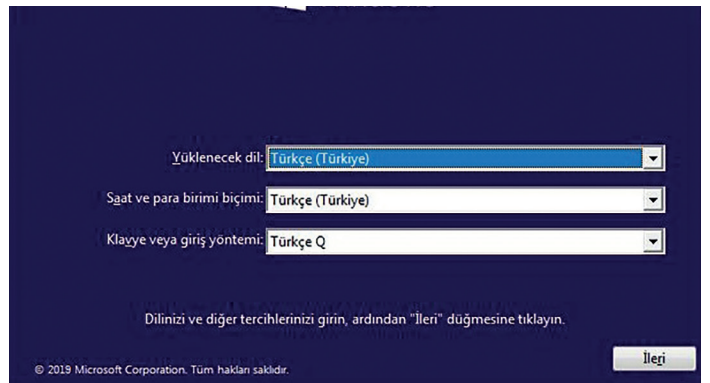 Yüklenecek dil: Türkçe (Türkiye)
Saat ve para birimi biçimi: Türkçe (Türkiye)
Klavye veya giriş yöntemi: Türkçe Q
Dilinizi ve diğer tercihlerinizi girin, ardından "İleri" düğmesine tıklayın.
İleri
© 2019 Microsoft Corporation. Tüm hakları saklıdır.